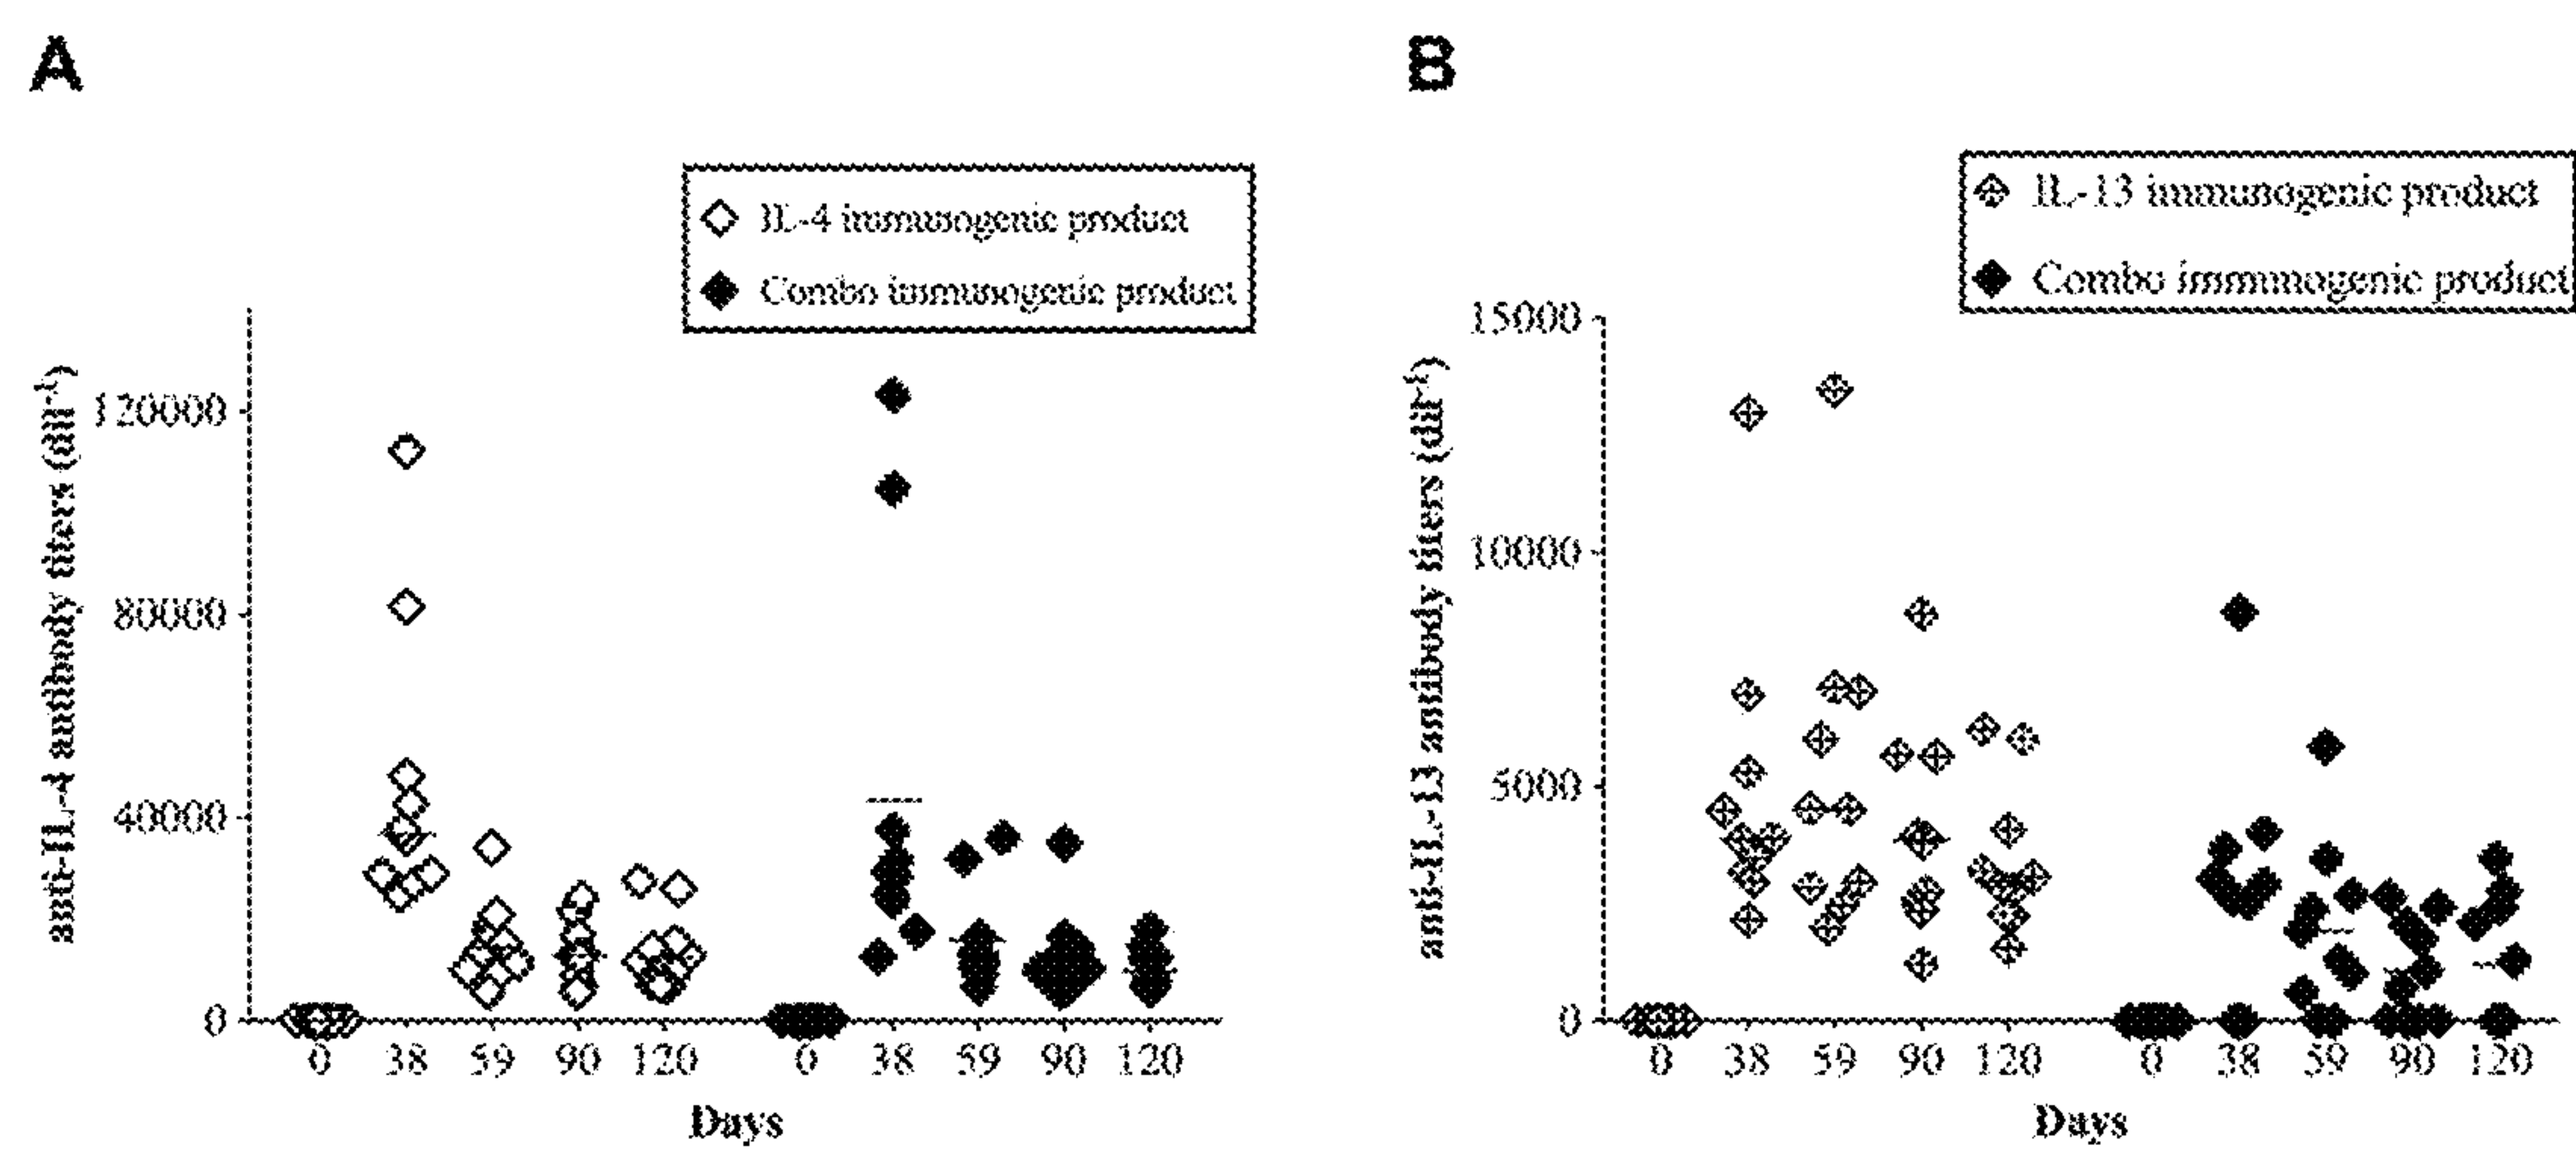 A
IL-4 immunogenic product
Combo immunogenic product
anti-IL-4 antibody titers (dil⁻¹)
120000
80000
40000
0
0 38 59 90 120 0 38 59 90 120
Days
B
IL-13 immunogenic product
Combo immunogenic product
anti-IL-13 antibody titers (dil⁻¹)
15000
10000
5000
0
0 38 59 90 120 0 38 59 90 120
Days